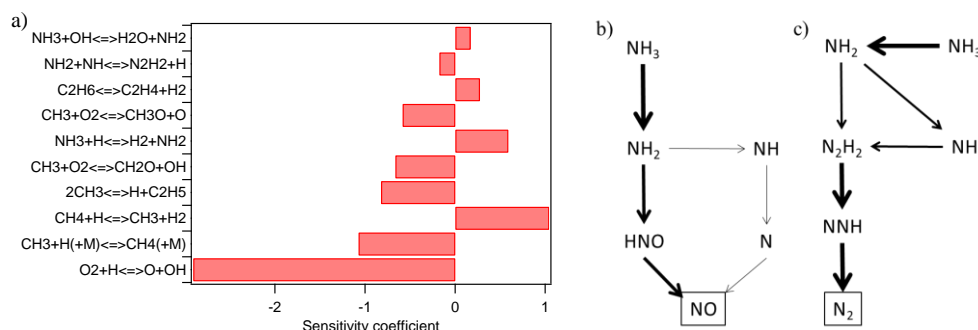 a)
NH3+OH<=>H2O+NH2
NH2+NH<=>N2H2+H
C2H6<=>C2H4+H2
CH3+O2<=>CH3O+O
NH3+H<=>H2+NH2
CH3+O2<=>CH2O+OH
2CH3<=>H+C2H5
CH4+H<=>CH3+H2
CH3+H(+M)<=>CH4(+M)
O2+H<=>O+OH
-2 -1 0 1
Sensitivity coefficient
b)
NH₃
NH₂ NH
HNO N
NO
c)
NH₂ NH₃
N₂H₂ NH
NNH
N₂